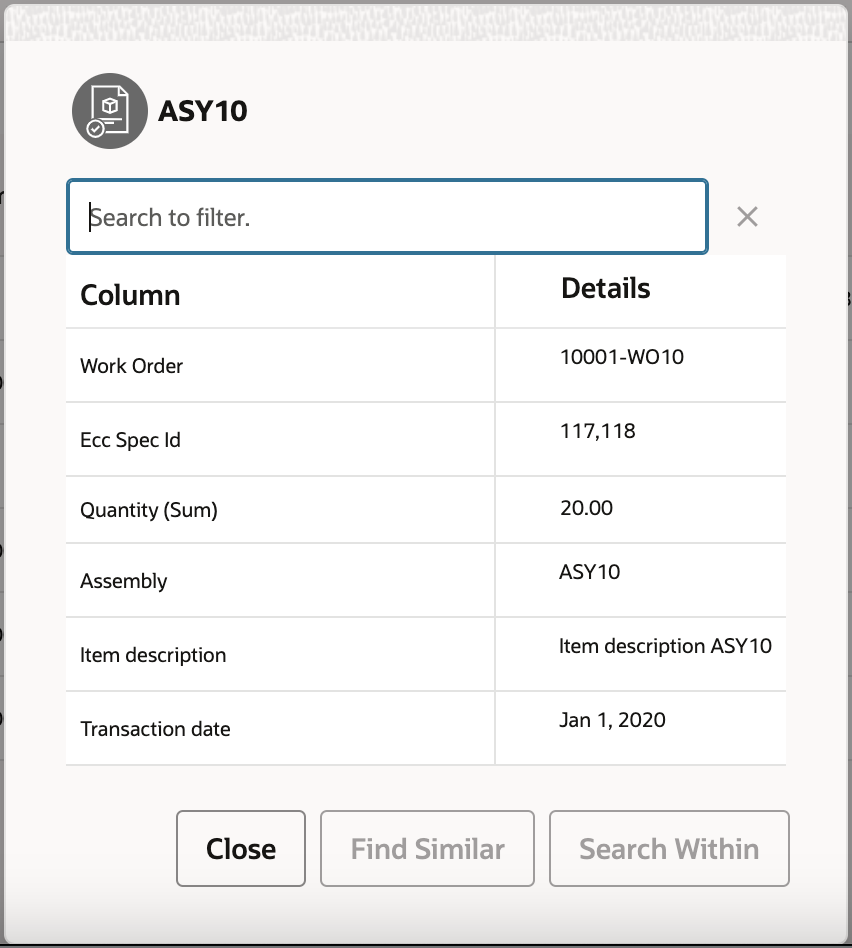 ASY10
Search to filter.
Column Details
Work Order 10001-WO10
Ecc Spec Id 117,118
Quantity (Sum) 20.00
Assembly ASY10
Item description Item description ASY10
Transaction date Jan 1, 2020
Close Find Similar Search Within